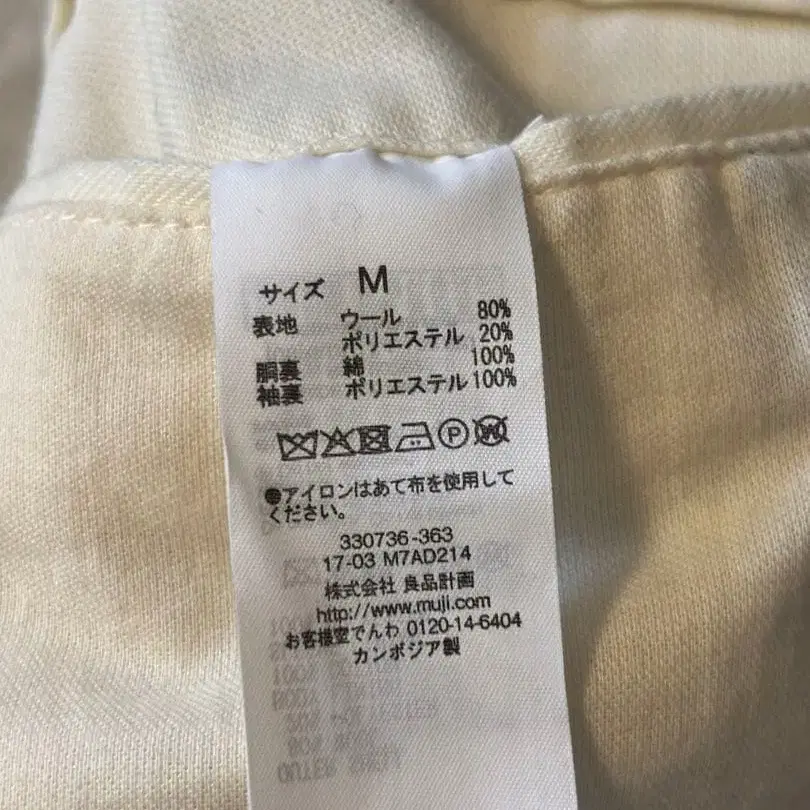 サイズ M
表地 ウール 80%
ポリエステル 20%
胴裏 綿 100%
袖裏 ポリエステル 100%
P W
●アイロンはあて布を使用して
ください。
330736-363
17-03 M7AD214
株式会社 良品計画
http://www.muji.com
お客様室でんわ 0120-14-6404
カンボジア製